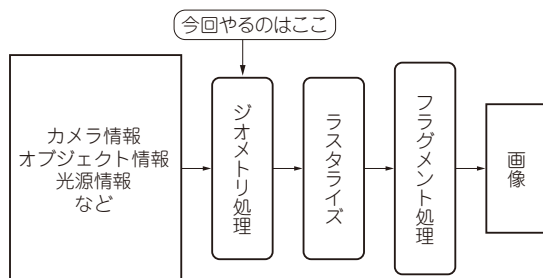 今回やるのはここ
カメラ情報
オブジェクト情報
光源情報
など
ジオメトリ処理
ラスタライズ
フラグメント処理
画像